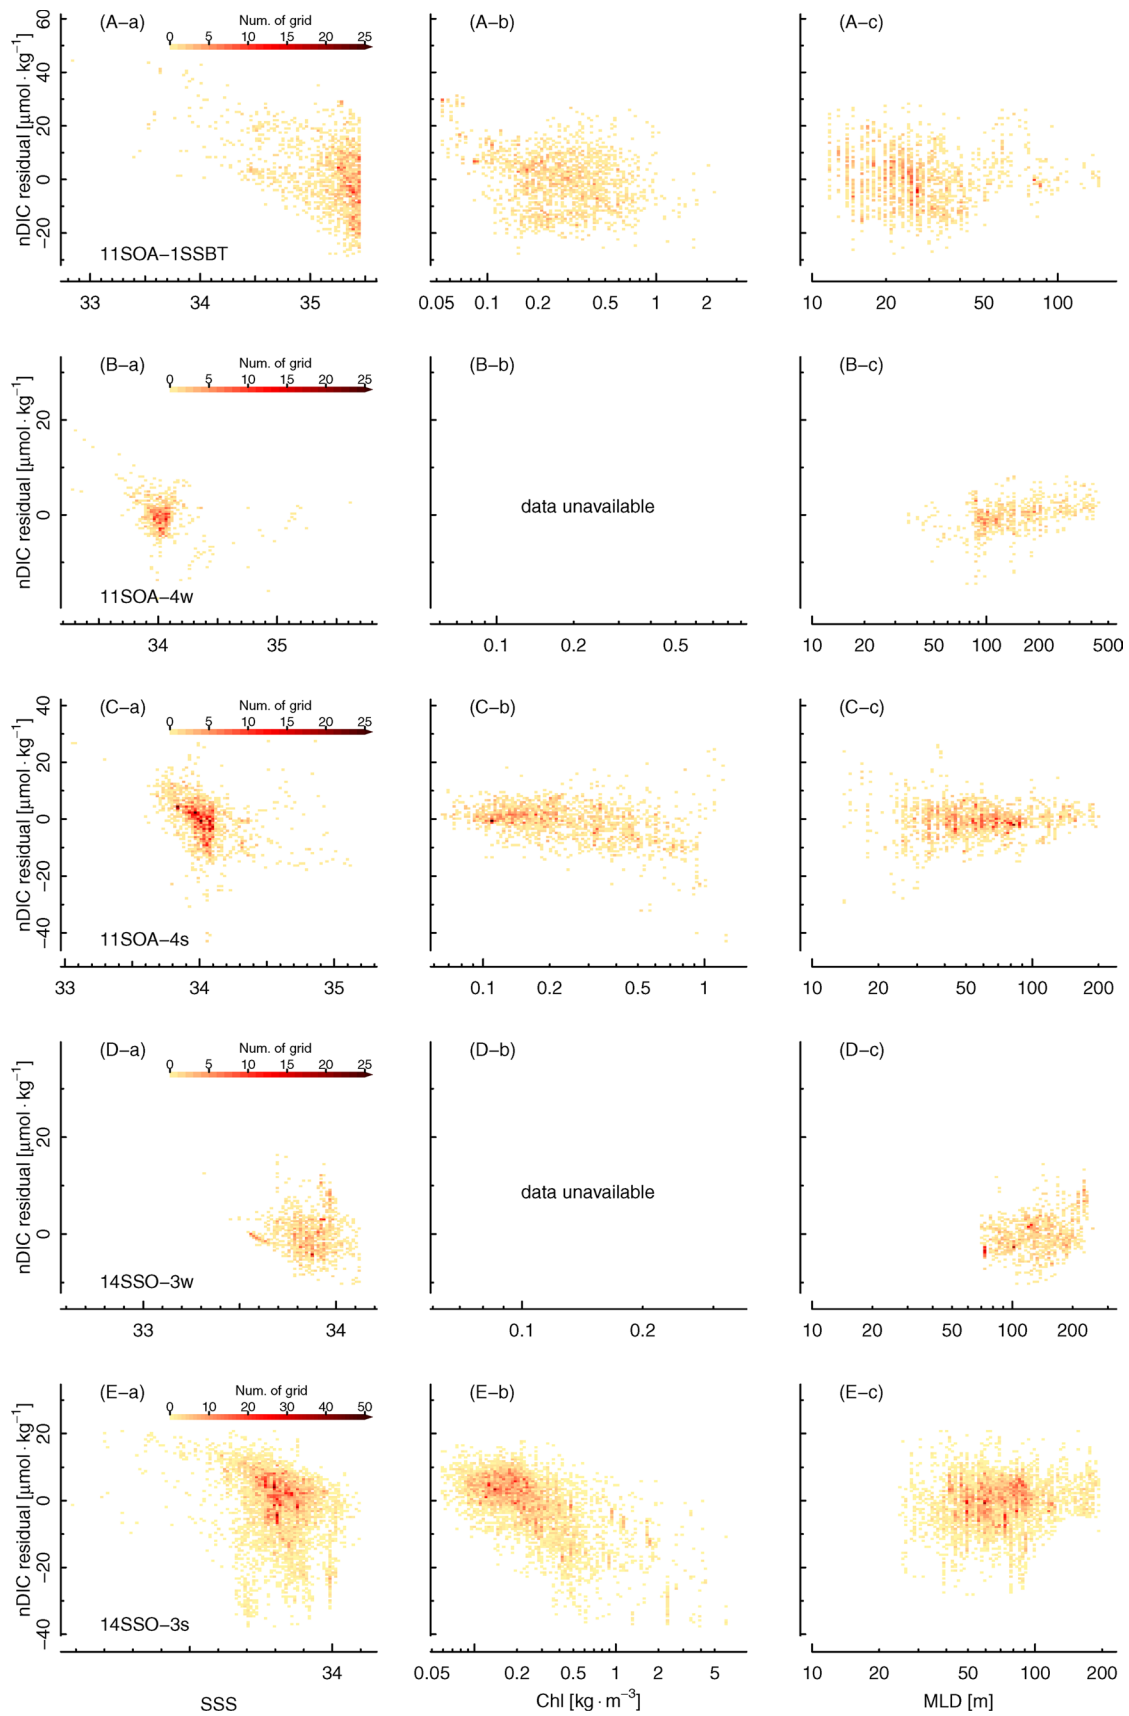 (A−a)
Num. of grid
0 5 10 15 20 25
(A−b)
(A−c)
nDIC residual [μmol · kg−1]
60
40
20
0
−20
11SOA−1SSBT
33 34 35
0.05 0.1 0.2 0.5 1 2
10 20 50 100
(B−a)
Num. of grid
0 5 10 15 20 25
(B−b)
(B−c)
nDIC residual [μmol · kg−1]
20
0
data unavailable
11SOA−4w
34 35
0.1 0.2 0.5
10 20 50 100 200 500
(C−a)
Num. of grid
0 5 10 15 20 25
(C−b)
(C−c)
nDIC residual [μmol · kg−1]
40
20
0
−20
−40
11SOA−4s
33 34 35
0.1 0.2 0.5 1
10 20 50 100 200
(D−a)
Num. of grid
0 5 10 15 20 25
(D−b)
(D−c)
nDIC residual [μmol · kg−1]
20
0
data unavailable
14SSO−3w
33 34
0.1 0.2
10 20 50 100 200
(E−a)
Num. of grid
0 10 20 30 40 50
(E−b)
(E−c)
nDIC residual [μmol · kg−1]
20
0
−20
−40
14SSO−3s
34
0.05 0.2 0.5 1 2 5
10 20 50 100 200
SSS
Chl [kg · m−3]
MLD [m]